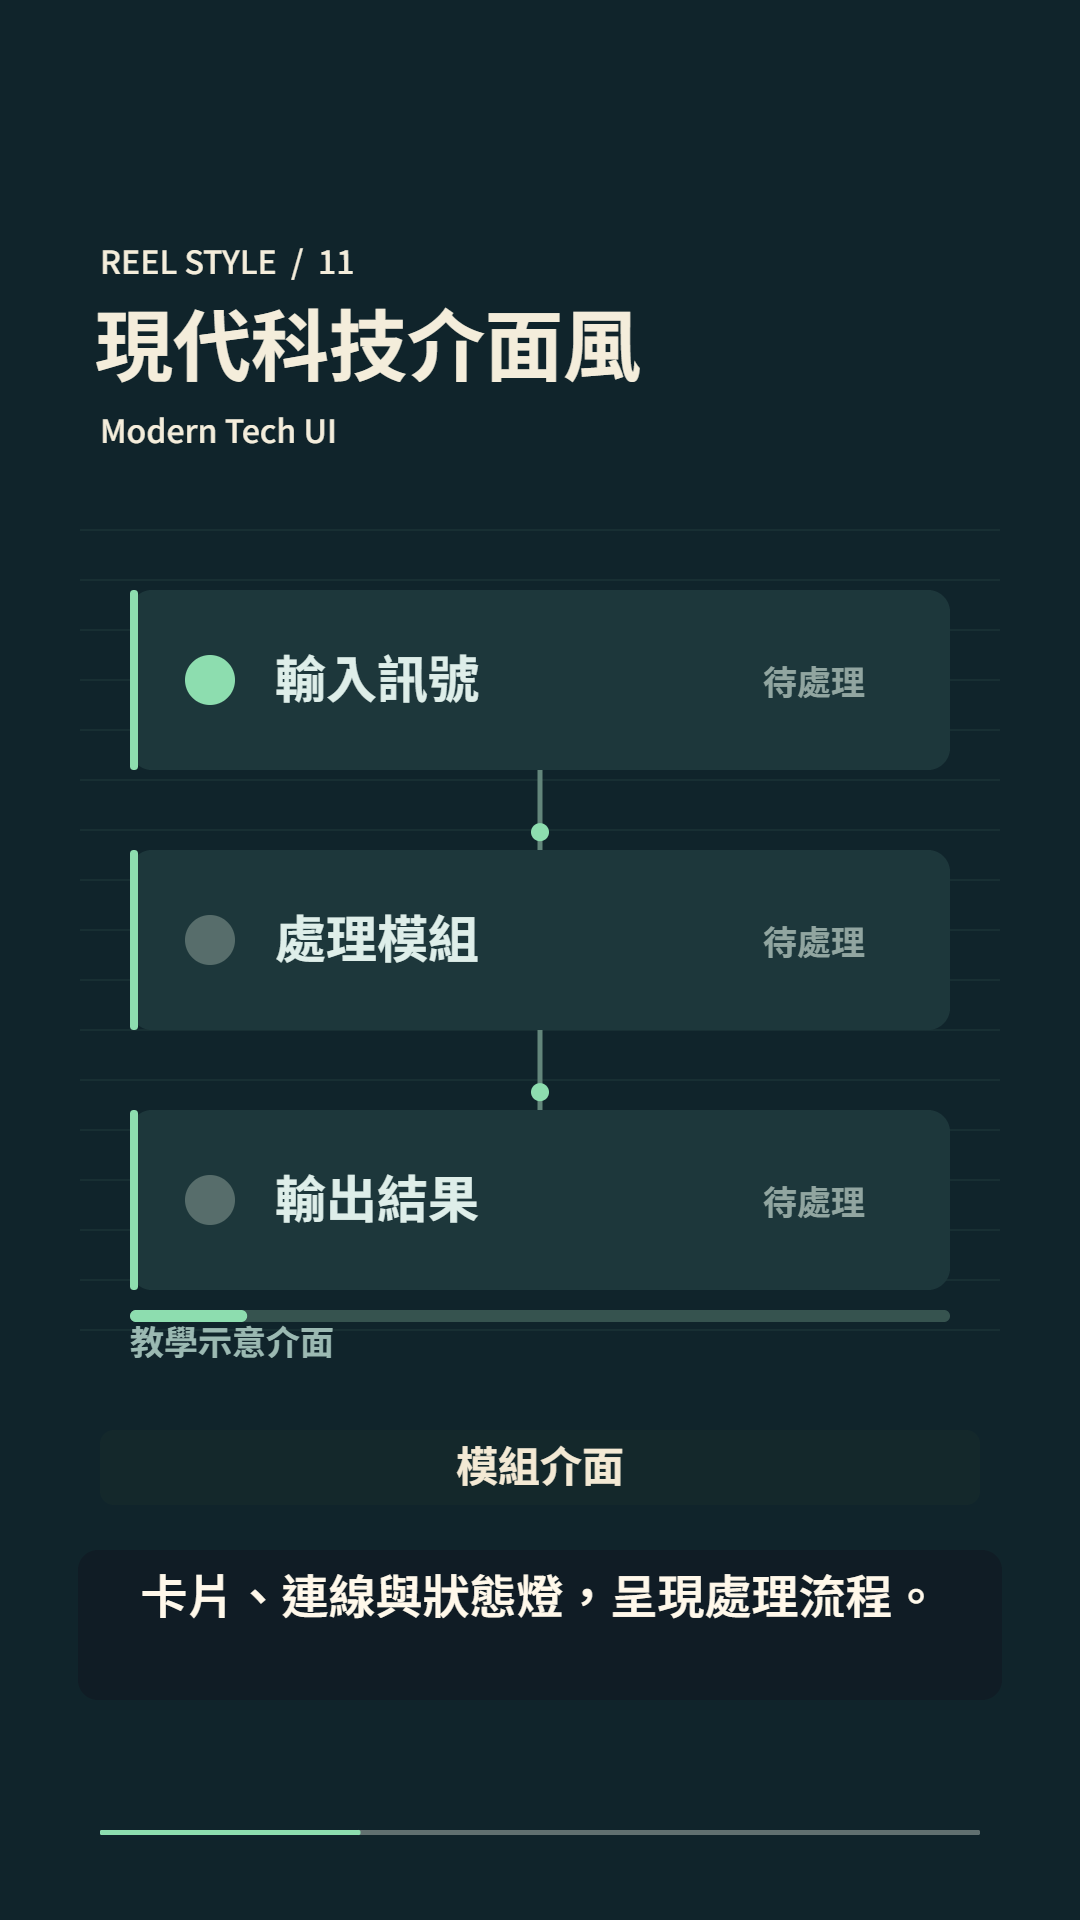 REEL STYLE / 11
現代科技介面風
Modern Tech UI
輸入訊號
待處理
處理模組
待處理
輸出結果
待處理
教學示意介面
模組介面
卡片、連線與狀態燈，呈現處理流程。